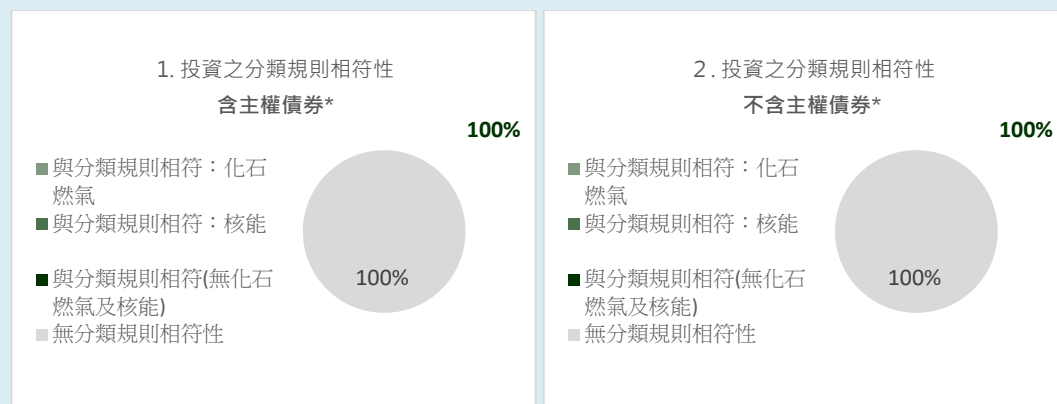 1. 投資之分類規則相符性
含主權債券*
100%
與分類規則相符：化石
燃氣
與分類規則相符：核能
與分類規則相符(無化石
燃氣及核能)
無分類規則相符性
100%
2. 投資之分類規則相符性
不含主權債券*
100%
與分類規則相符：化石
燃氣
與分類規則相符：核能
與分類規則相符(無化石
燃氣及核能)
無分類規則相符性
100%